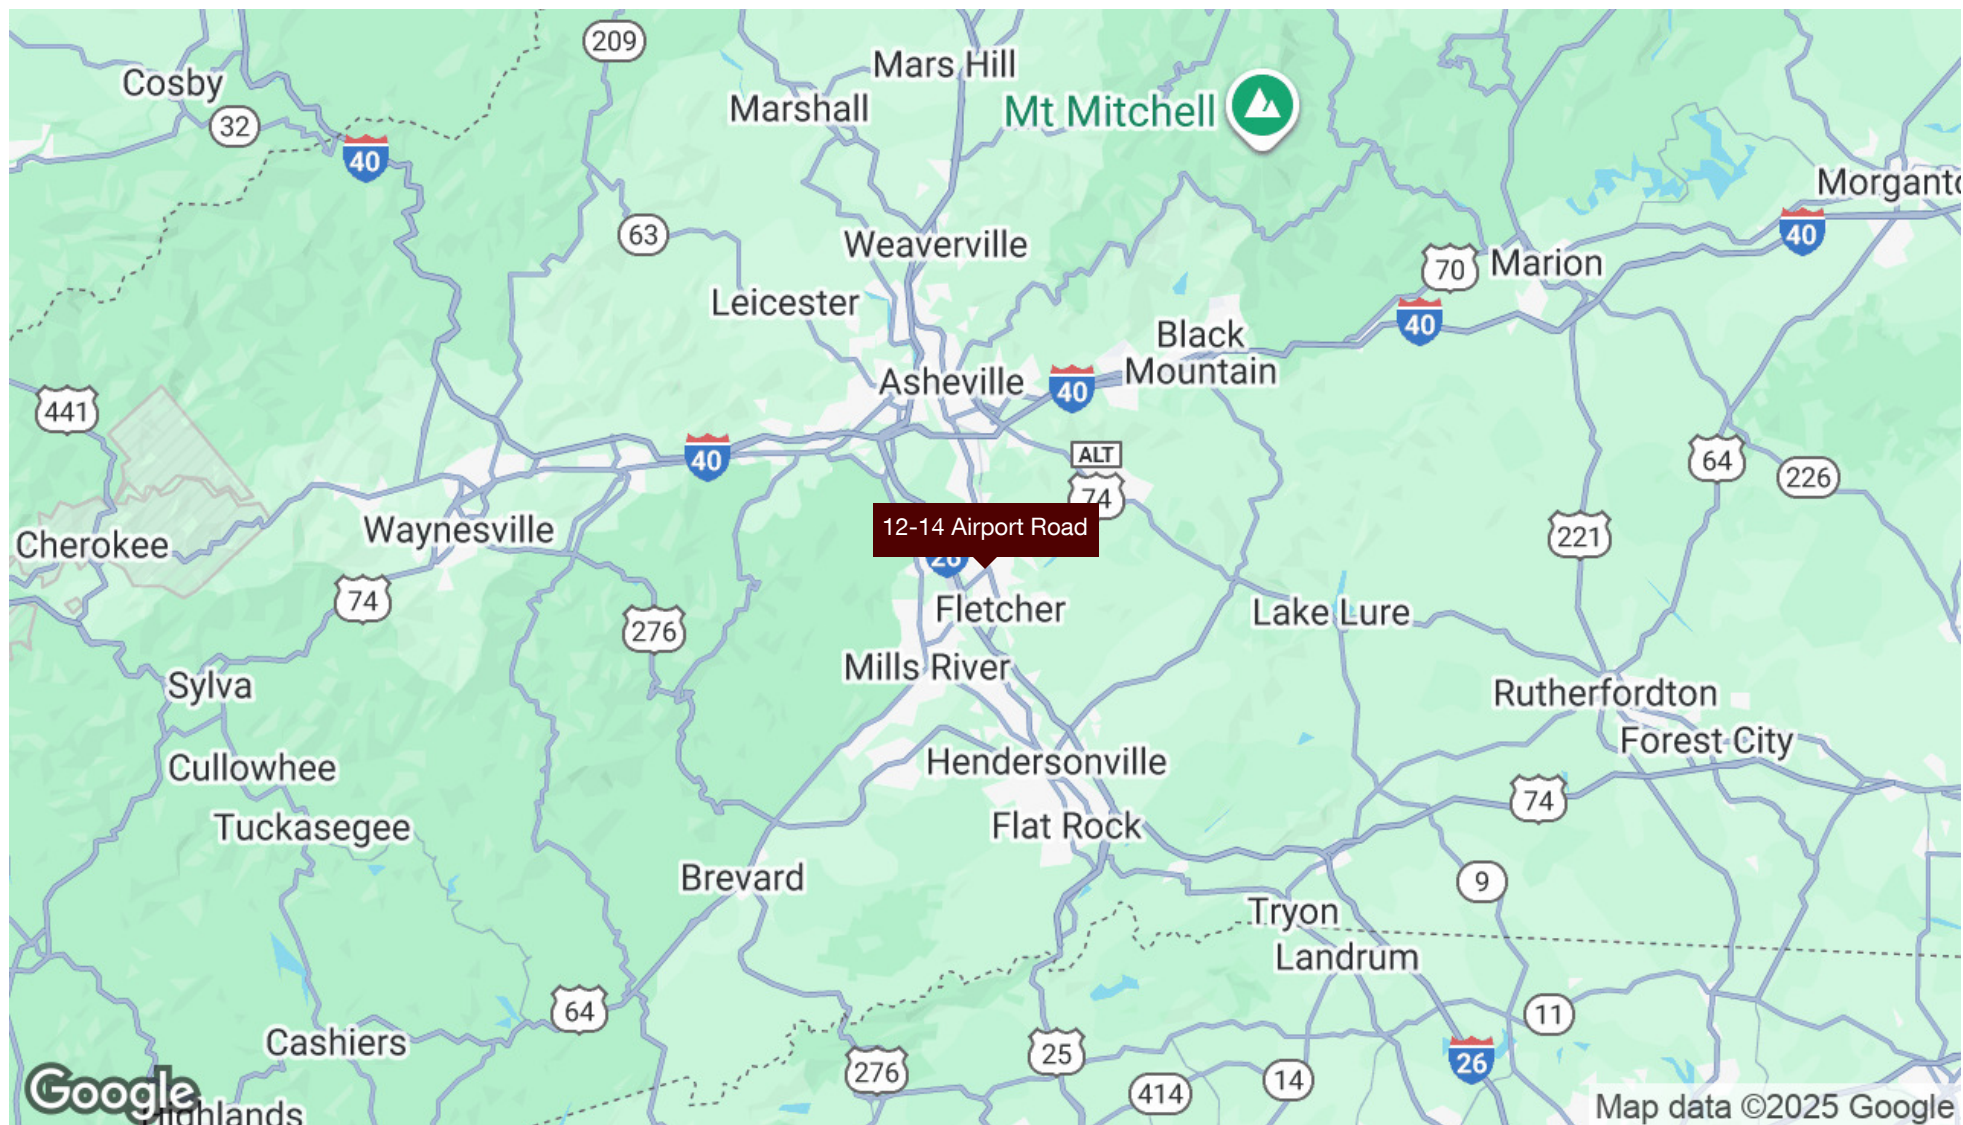 209
Mars Hill
Cosby
Marshall
Mt Mitchell
32
40
Morganto
63
40
Weaverville
70
Marion
Leicester
40
Black
Mountain
Asheville
40
441
ALT
40
64
74
226
12-14 Airport Road
Waynesville
221
Cherokee
26
74
Fletcher
Lake Lure
276
Mills River
Sylva
Rutherfordton
Forest City
Cullowhee
Hendersonville
74
Tuckasegee
Flat Rock
Brevard
9
Tryon
Landrum
64
11
Cashiers
25
26
276
14
414
Google
Highlands
Map data ©2025 Google